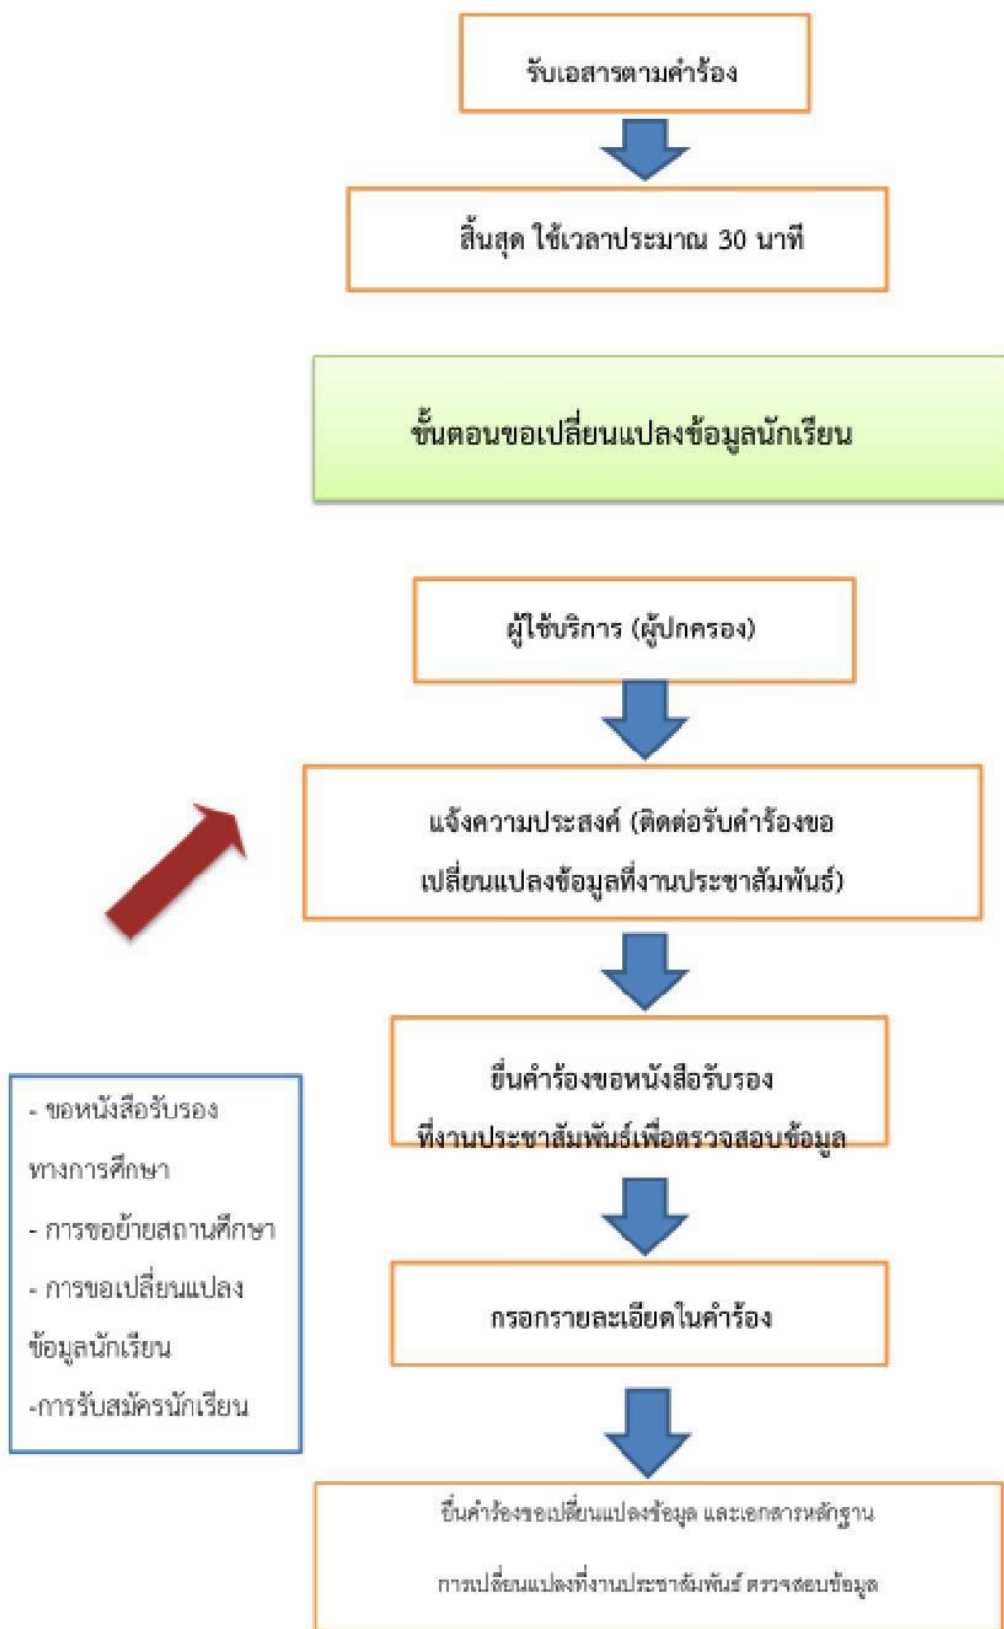 รับเอสารตามคำร้อง
สิ้นสุด ใช้เวลาประมาณ 30 นาที
ขั้นตอนขอเปลี่ยนแปลงข้อมูลนักเรียน
ผู้ใช้บริการ (ผู้ปกครอง)
แจ้งความประสงค์ (ติดต่อรับคำร้องขอ
เปลี่ยนแปลงข้อมูลที่งานประชาสัมพันธ์)
ยื่นคำร้องขอหนังสือรับรอง
ที่งานประชาสัมพันธ์เพื่อตรวจสอบข้อมูล
- ขอหนังสือรับรอง
ทางการศึกษา
- การขอย้ายสถานศึกษา
- การขอเปลี่ยนแปลง
ข้อมูลนักเรียน
-การรับสมัครนักเรียน
กรอกรายละเอียดในคำร้อง
ยื่นคำร้องขอเปลี่ยนแปลงข้อมูล และเอกสารหลักฐาน
การเปลี่ยนแปลงที่งานประชาสัมพันธ์ ตรวจสอบข้อมูล